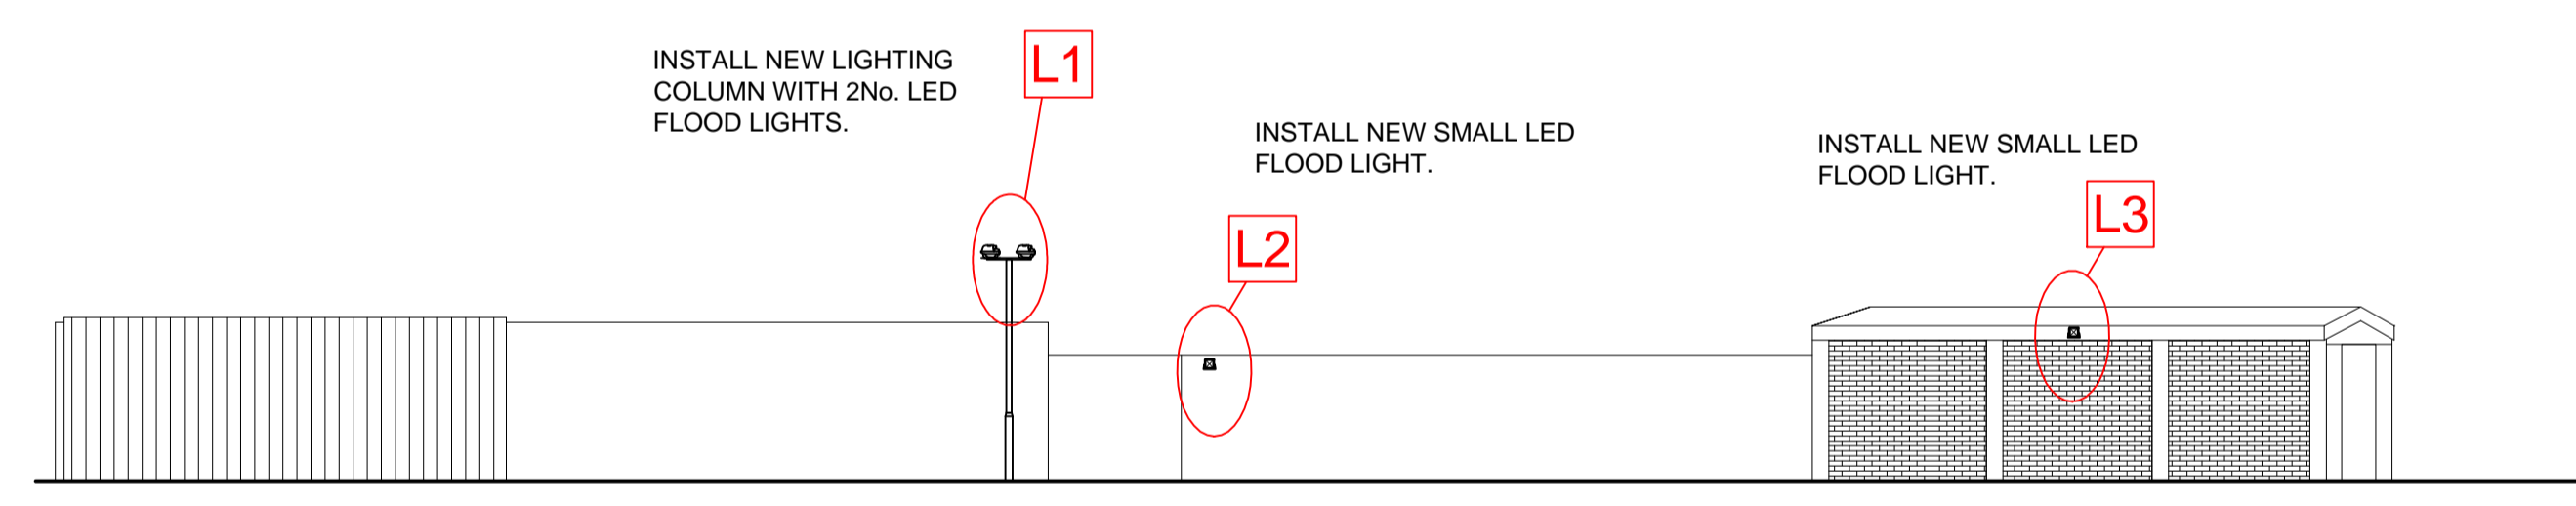 INSTALL NEW LIGHTING
COLUMN WITH 2No. LED
FLOOD LIGHTS.
L1
INSTALL NEW SMALL LED
FLOOD LIGHT.
L2
INSTALL NEW SMALL LED
FLOOD LIGHT.
L3